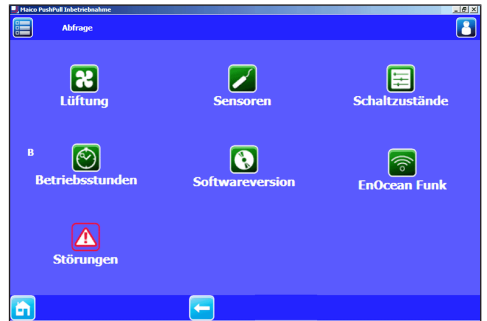 Maico PushPull Inbetriebnahme
Abfrage
Lüftung
Sensoren
Schaltzustände
B
Betriebsstunden
Softwareversion
EnOcean Funk
Störungen